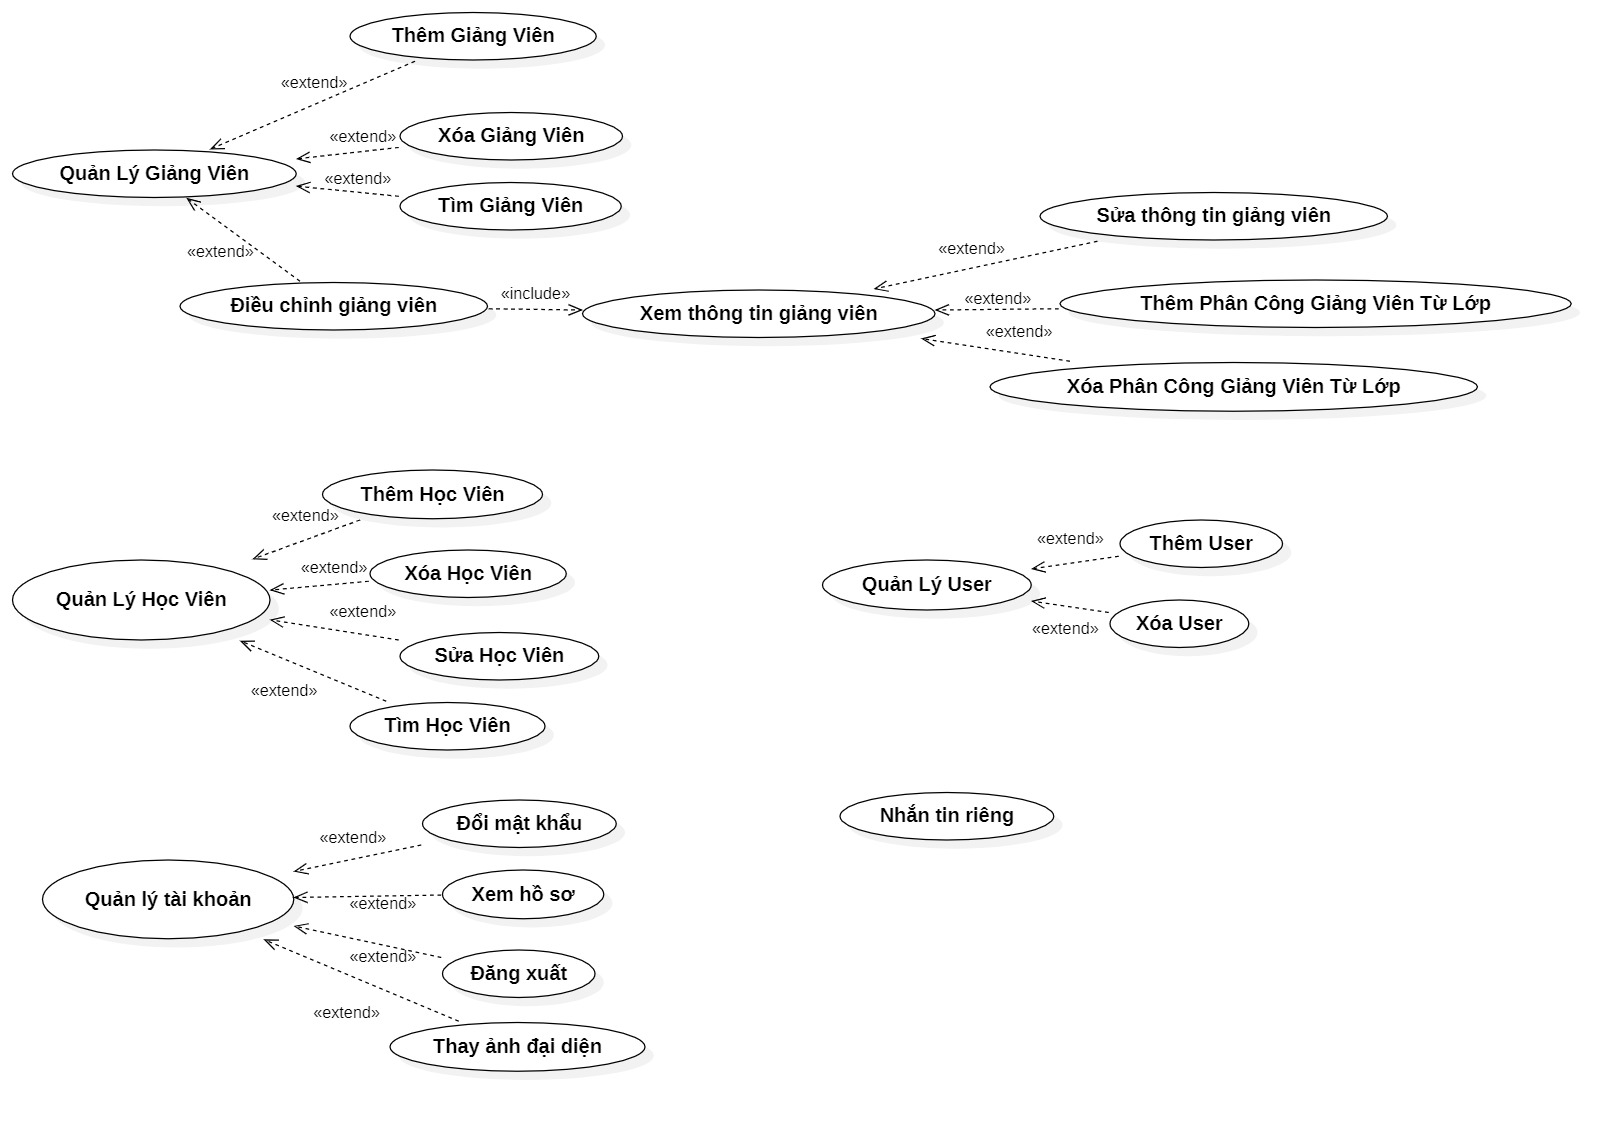 Thêm Giảng Viên
«extend»
Xóa Giảng Viên
«extend»
Quản Lý Giảng Viên
«extend»
Tìm Giảng Viên
«extend»
Điều chỉnh giảng viên
«include»
Xem thông tin giảng viên
Sửa thông tin giảng viên
«extend»
«extend»
Thêm Phân Công Giảng Viên Từ Lớp
«extend»
Xóa Phân Công Giảng Viên Từ Lớp
Thêm Học Viên
«extend»
«extend»
Xóa Học Viên
Quản Lý Học Viên
«extend»
Sửa Học Viên
«extend»
Tìm Học Viên
«extend»
Thêm User
Quản Lý User
Xóa User
«extend»
Nhắn tin riêng
Đổi mật khẩu
«extend»
Xem hồ sơ
Quản lý tài khoản
«extend»
«extend»
Đăng xuất
«extend»
Thay ảnh đại diện